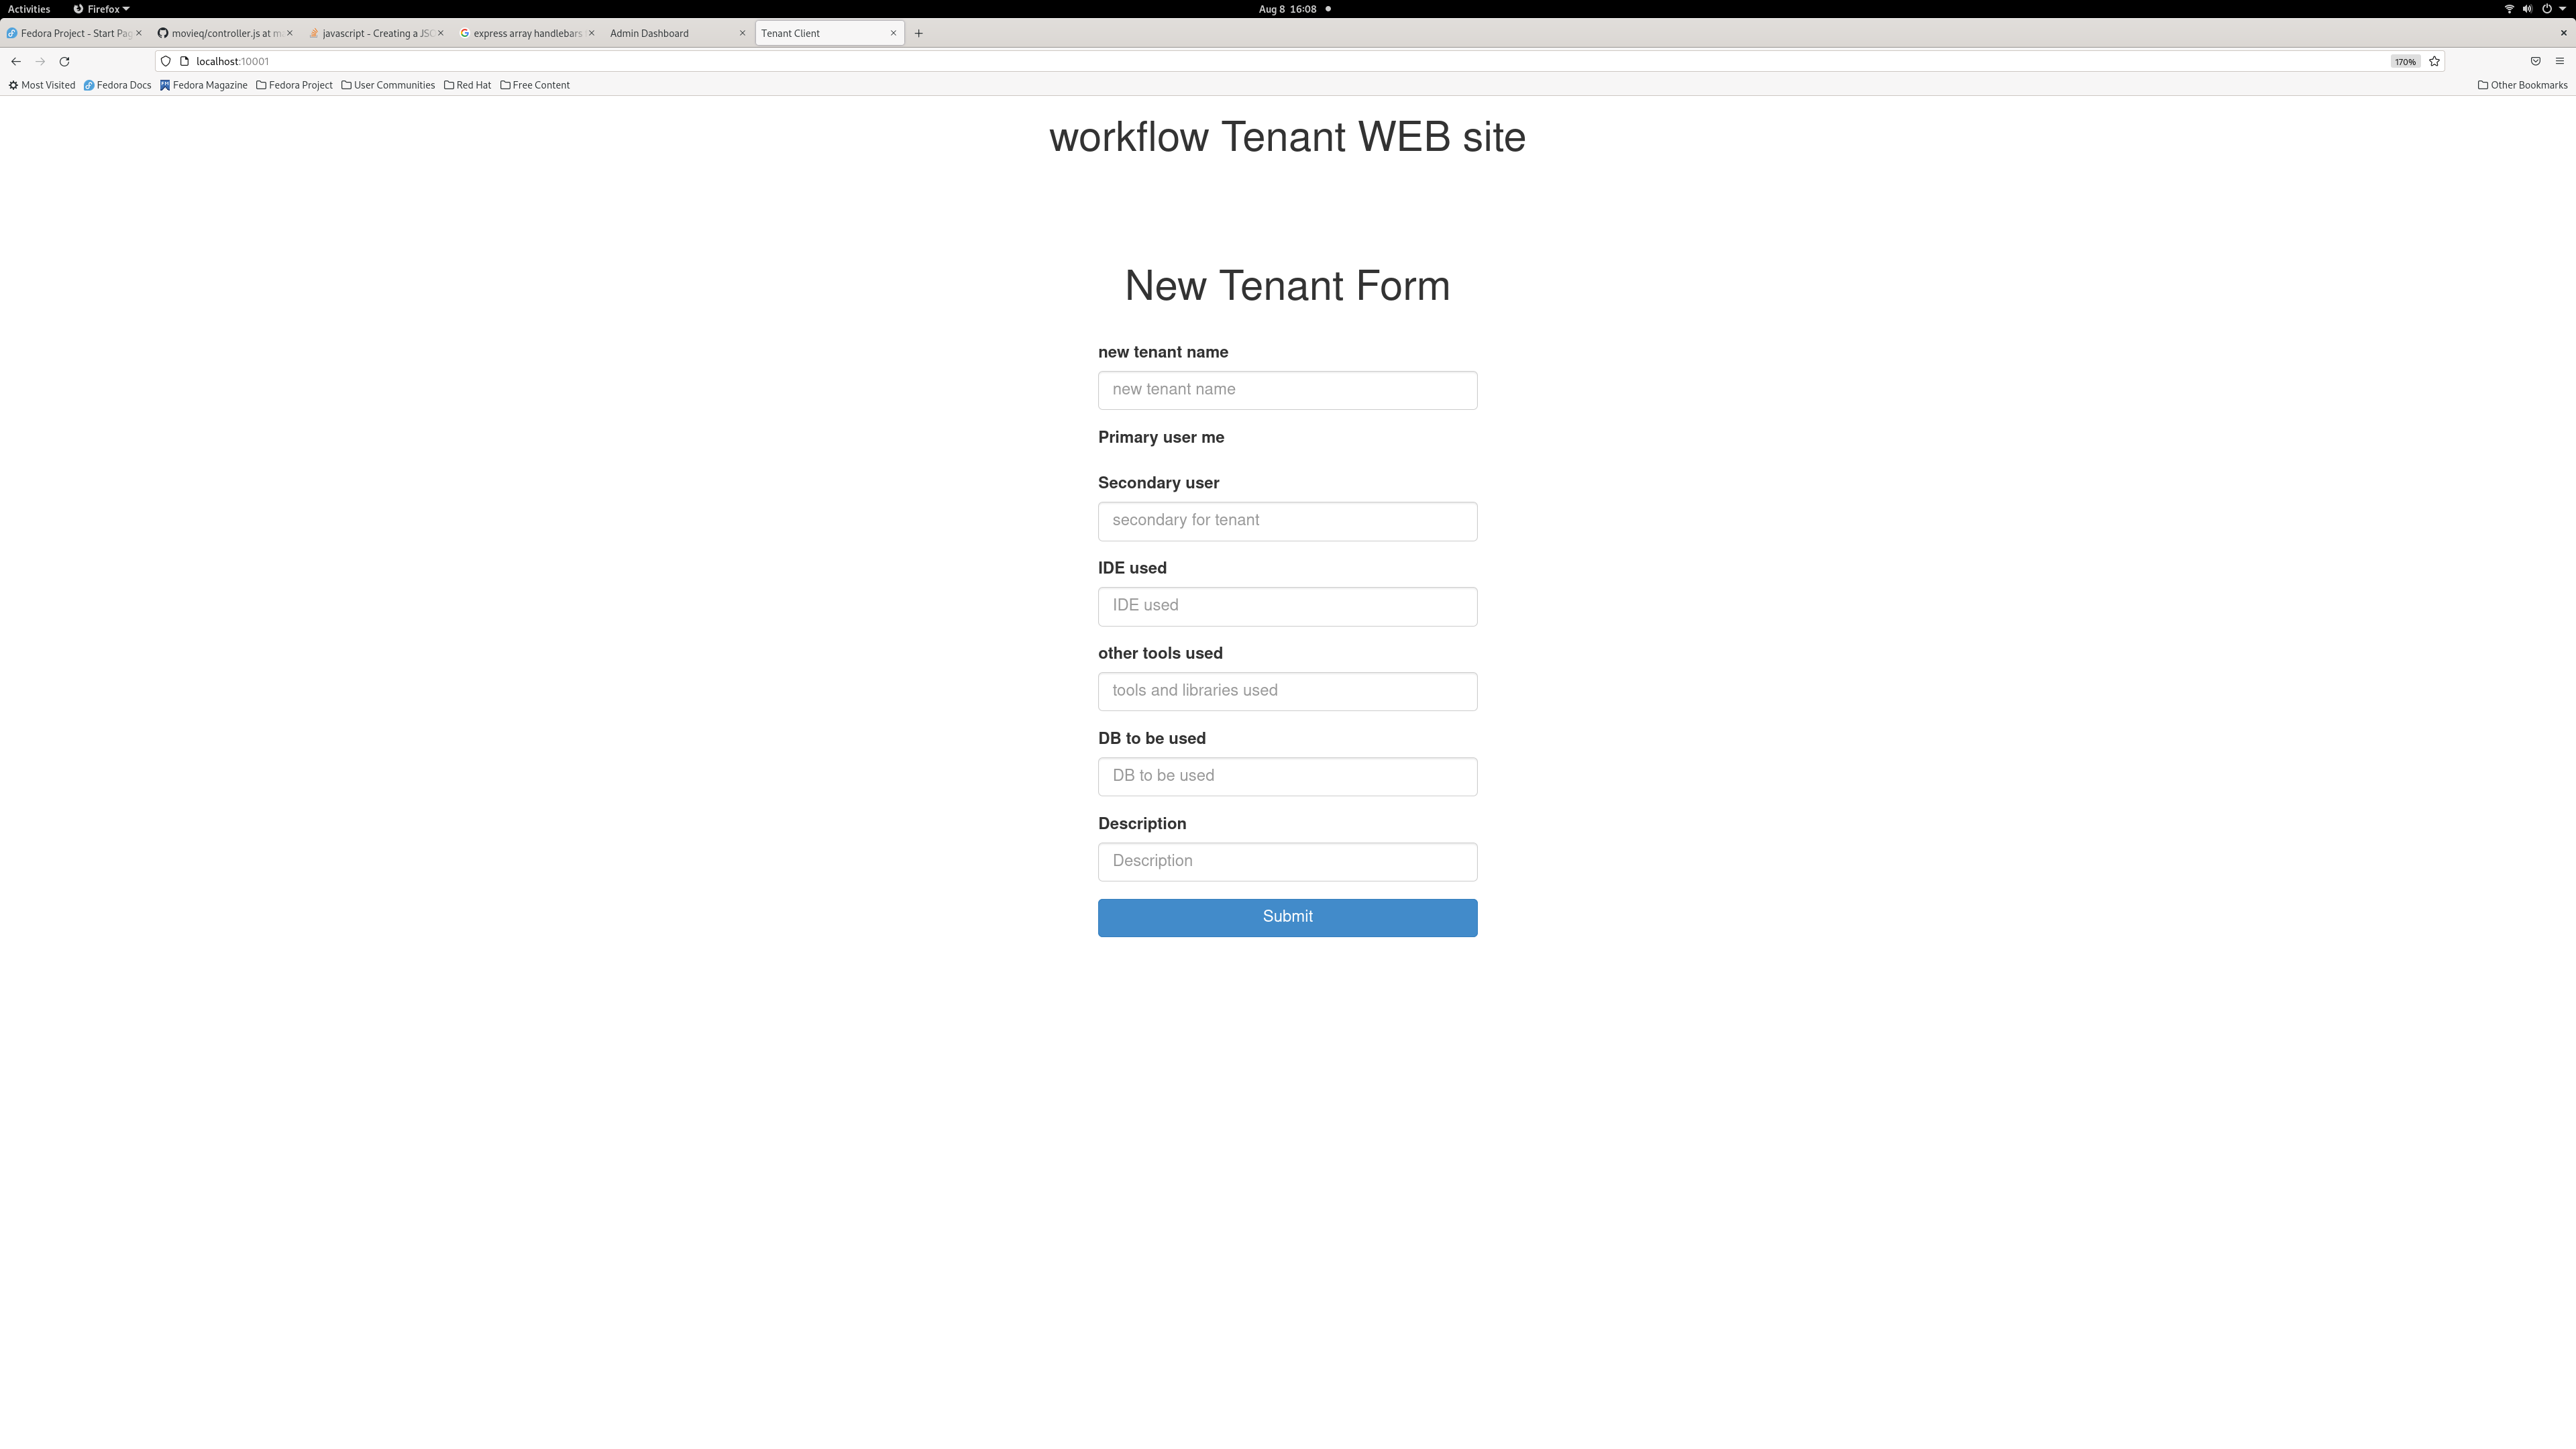 Activities Firefox Aug 8 16:08
Fedora Project - Start Pag movieq/controller.js at m javascript - Creating a JSO express array handlebars Admin Dashboard Tenant Client
localhost:10001 170%
Most Visited Fedora Docs Fedora Magazine Fedora Project User Communities Red Hat Free Content Other Bookmarks
workflow Tenant WEB site
New Tenant Form
new tenant name
new tenant name
Primary user me
Secondary user
secondary for tenant
IDE used
IDE used
other tools used
tools and libraries used
DB to be used
DB to be used
Description
Description
Submit